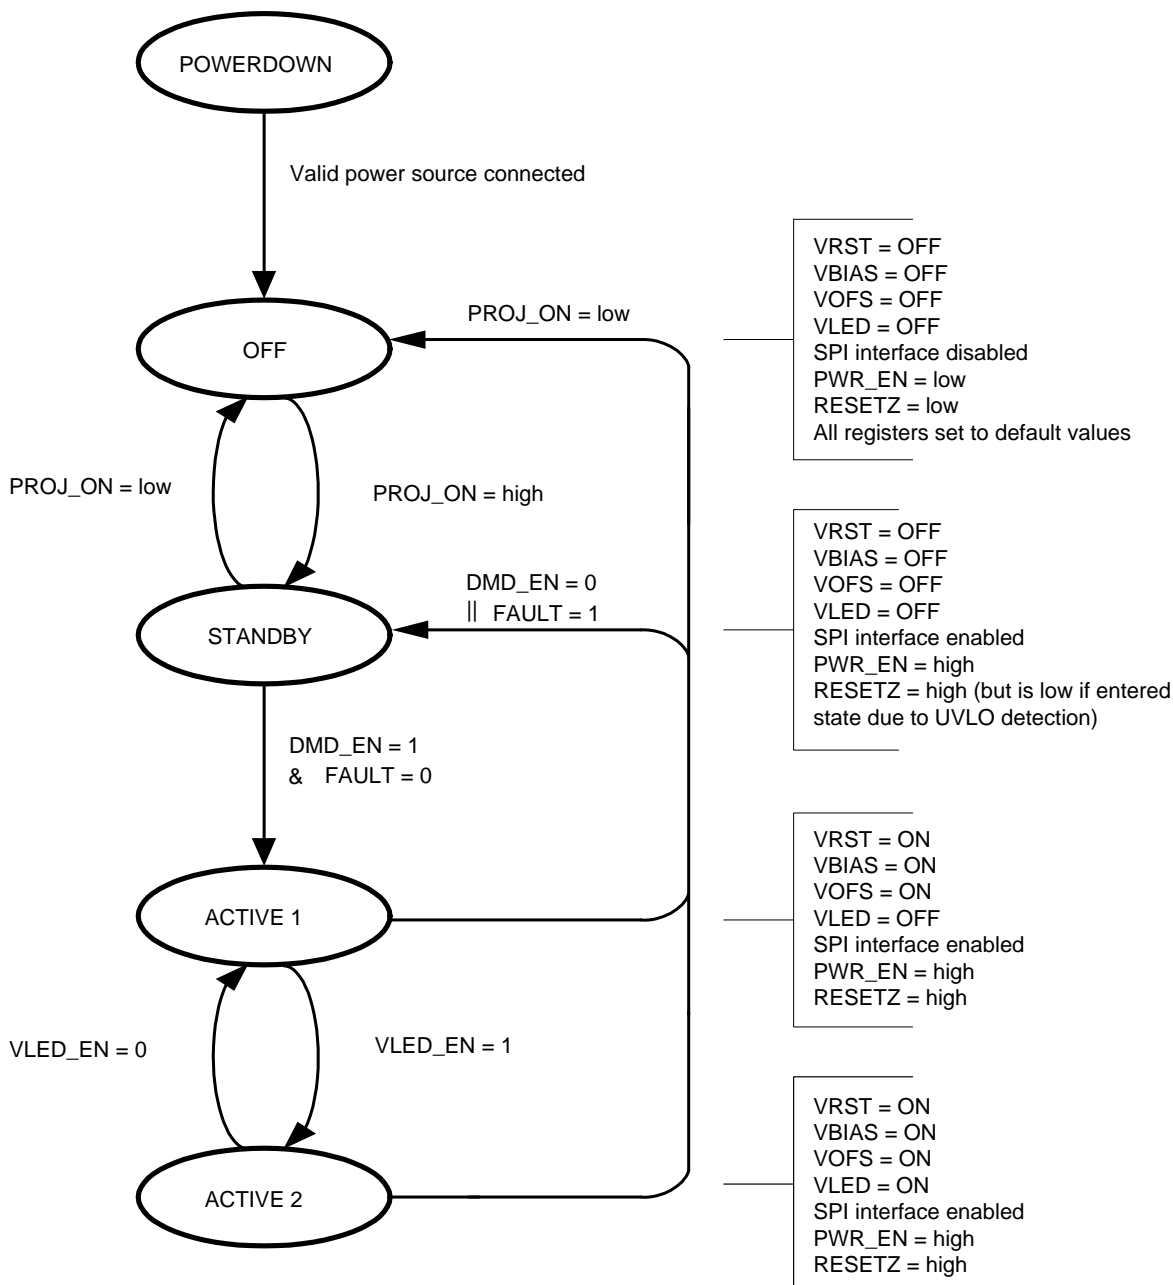 POWERDOWN
Valid power source connected
OFF
PROJ_ON = low
VRST = OFF
VBIAS = OFF
VOFS = OFF
VLED = OFF
SPI interface disabled
PWR_EN = low
RESETZ = low
All registers set to default values
PROJ_ON = low
PROJ_ON = high
STANDBY
DMD_EN = 0
|| FAULT = 1
VRST = OFF
VBIAS = OFF
VOFS = OFF
VLED = OFF
SPI interface enabled
PWR_EN = high
RESETZ = high (but is low if entered
state due to UVLO detection)
DMD_EN = 1
& FAULT = 0
ACTIVE 1
VRST = ON
VBIAS = ON
VOFS = ON
VLED = OFF
SPI interface enabled
PWR_EN = high
RESETZ = high
VLED_EN = 0
VLED_EN = 1
ACTIVE 2
VRST = ON
VBIAS = ON
VOFS = ON
VLED = ON
SPI interface enabled
PWR_EN = high
RESETZ = high